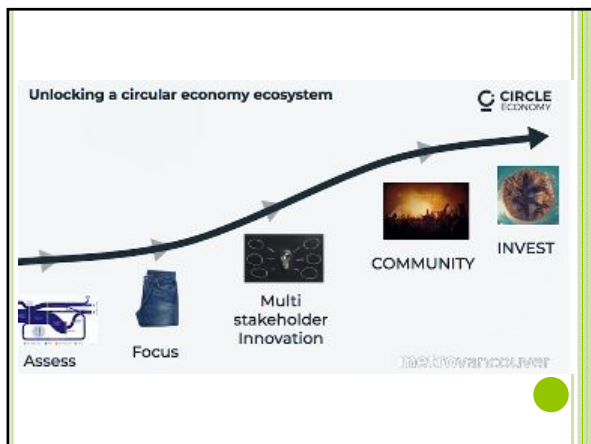 Unlocking a circular economy ecosystem
CIRCLE
ECONOMY
Assess
Focus
Multi
stakeholder
Innovation
COMMUNITY
INVEST
metrovancouver